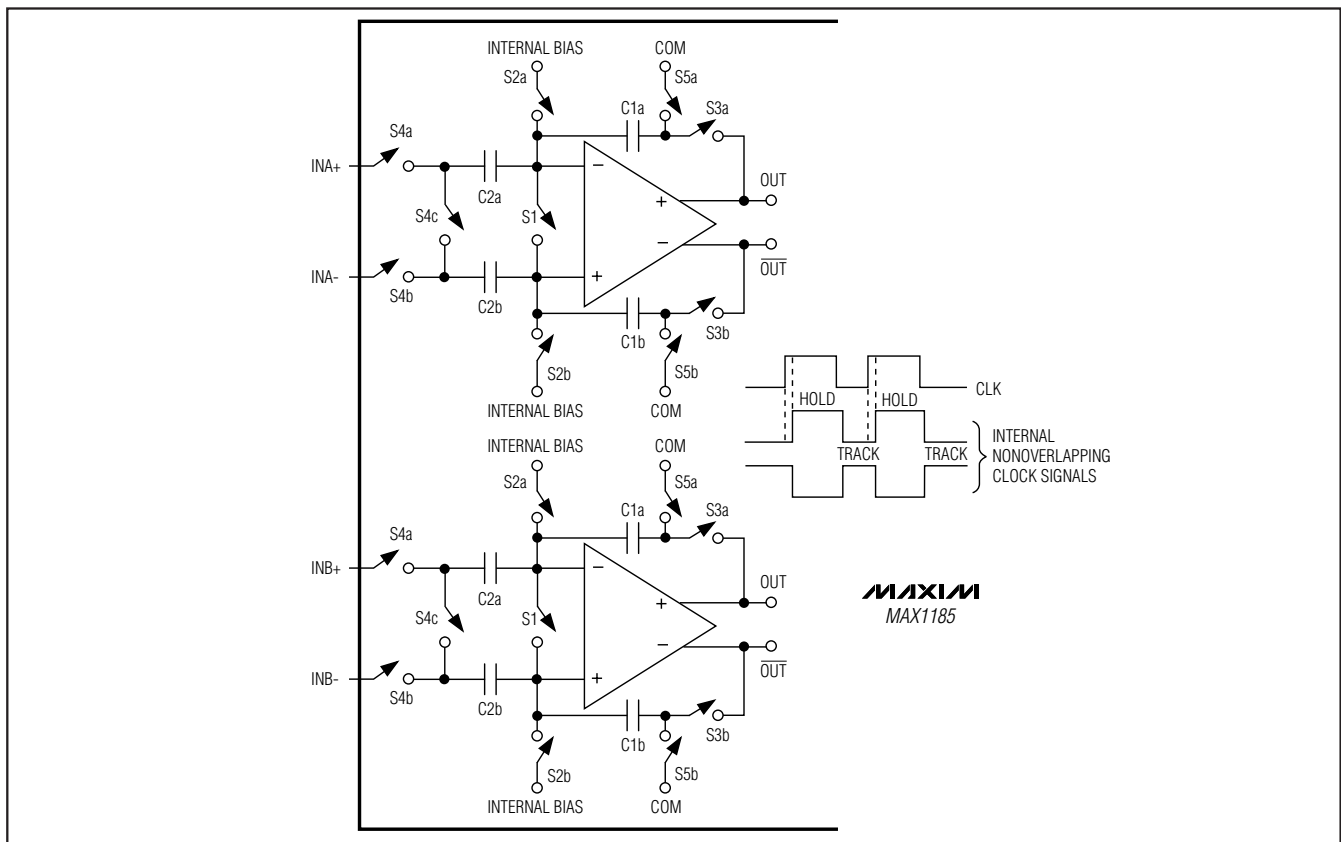 INTERNAL BIAS
COM
S2a
S5a
C1a
S3a
S4a
INA+
−
OUT
C2a
+
S4c
S1
−
OUT
INA-
+
S4b
C2b
C1b
S3b
S2b
S5b
CLK
INTERNAL BIAS
COM
HOLD
HOLD
INTERNAL BIAS
COM
TRACK
TRACK
INTERNAL
NONOVERLAPPING
CLOCK SIGNALS
S2a
S5a
C1a
S3a
S4a
INB+
−
OUT
C2a
+
MAXIM
MAX1185
S4c
S1
−
OUT
INB-
+
S4b
C2b
C1b
S3b
S2b
S5b
INTERNAL BIAS
COM